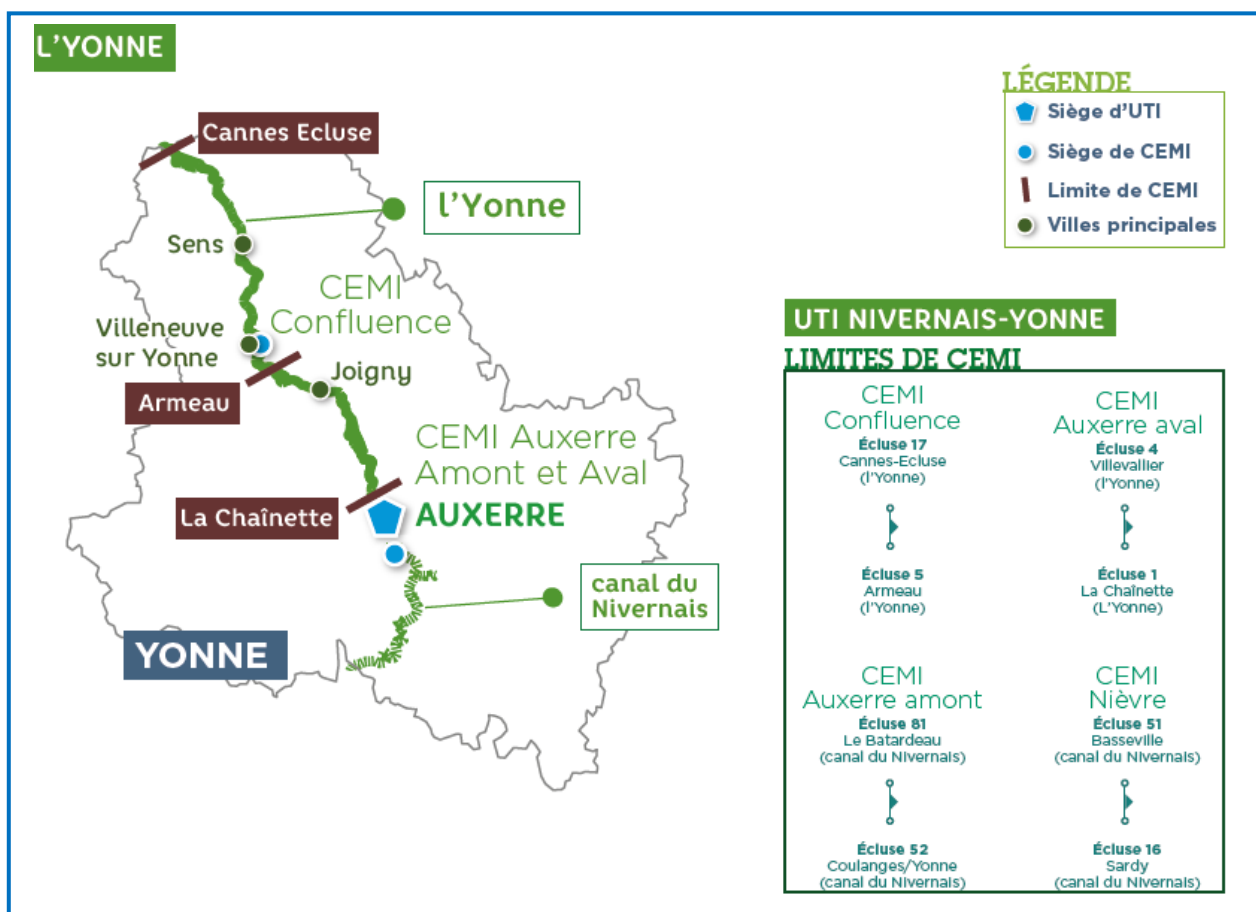 L'YONNE
Cannes Ecluse
l'Yonne
Sens
CEMI
Confluence
Villeneuve
sur Yonne
Joigny
Armeau
CEMI Auxerre
Amont et Aval
La Chaînette
AUXERRE
canal du
Nivernais
YONNE
LÉGENDE
Siège d'UTI
Siège de CEMI
Limite de CEMI
Villes principales
UTI NIVERNAIS-YONNE
LIMITES DE CEMI
CEMI
Confluence
Écluse 17
Cannes-Ecluse
(l'Yonne)
Écluse 5
Armeau
(l'Yonne)
CEMI
Auxerre aval
Écluse 4
Villevallier
(l'Yonne)
Écluse 1
La Chaînette
(L'Yonne)
CEMI
Auxerre amont
Écluse 81
Le Batardeau
(canal du Nivernais)
Écluse 52
Coulanges/Yonne
(canal du Nivernais)
CEMI
Nièvre
Écluse 51
Basseville
(canal du Nivernais)
Écluse 16
Sardy
(canal du Nivernais)